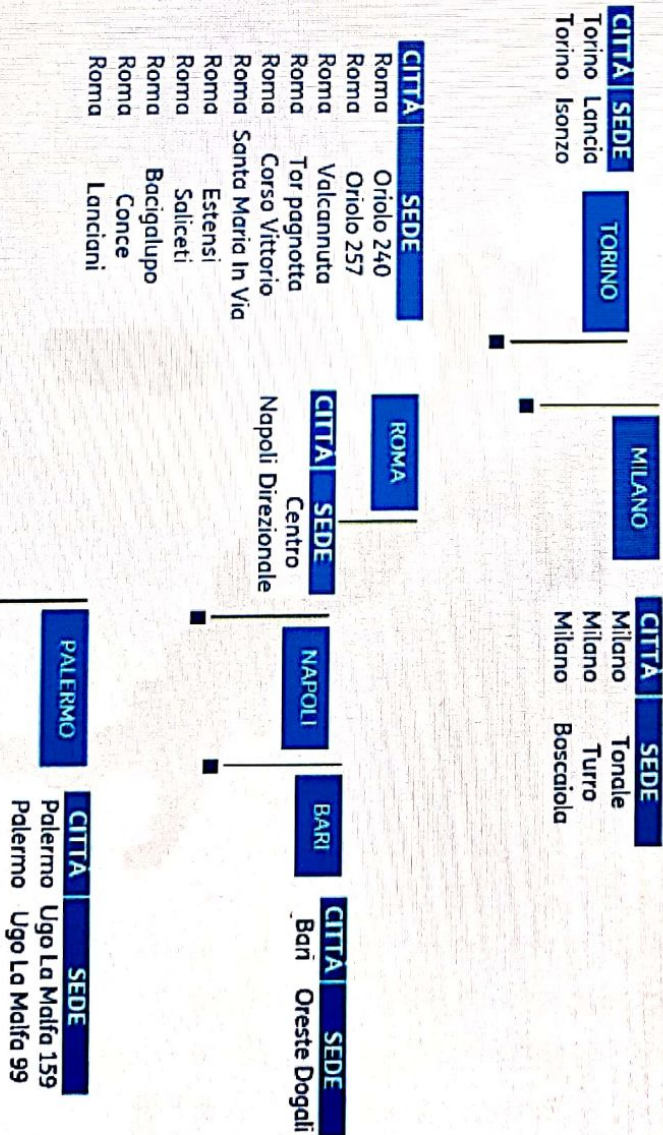 CITTÀ SEDE
Torino Lancia
Torino Isonzo
TORINO
MILANO
CITTÀ SEDE
Milano Tonale
Milano Turro
Milano Boscaiola
CITTÀ SEDE
Roma Oriolo 240
Roma Oriolo 257
Roma Valcannuta
Roma Tor pagnotta
Roma Corso Vittorio
Roma Santa Maria In Via
Roma Estensi
Roma Saliceti
Roma Bacigalupo
Roma Conce
Roma Lanciani
ROMA
CITTÀ SEDE
Napoli Centro
Direzionale
NAPOLI
BARI
CITTÀ SEDE
Bari Oreste Dogali
PALERMO
CITTÀ SEDE
Palermo Ugo La Malfa 159
Palermo Ugo La Malfa 99